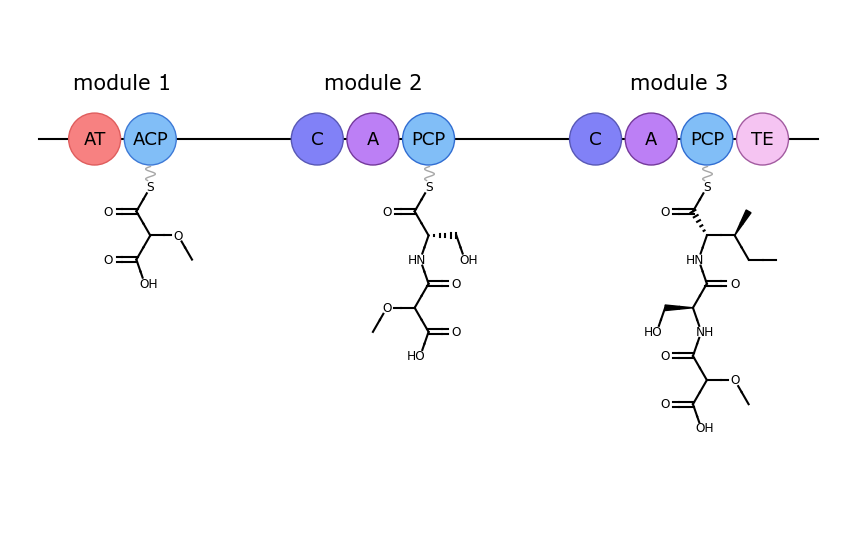 module 1 module 2 module 3
AT ACP C A PCP C A PCP TE
S S S
O O O
O O
O OH HN OH HN
OH O O
O
O HO NH
HO O
O
O
OH